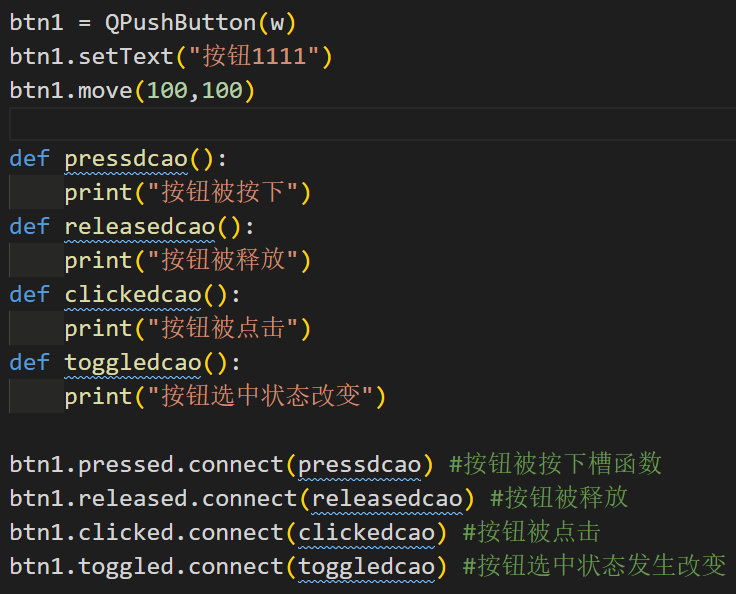 btn1 = QPushButton(w)
btn1.setText("按钮1111")
btn1.move(100,100)
def pressdcao():
print("按钮被按下")
def releasedcao():
print("按钮被释放")
def clickedcao():
print("按钮被点击")
def toggledcao():
print("按钮选中状态改变")
btn1.pressed.connect(pressdcao) #按钮被按下槽函数
btn1.released.connect(releasedcao) #按钮被释放
btn1.clicked.connect(clickedcao) #按钮被点击
btn1.toggled.connect(toggledcao) #按钮选中状态发生改变